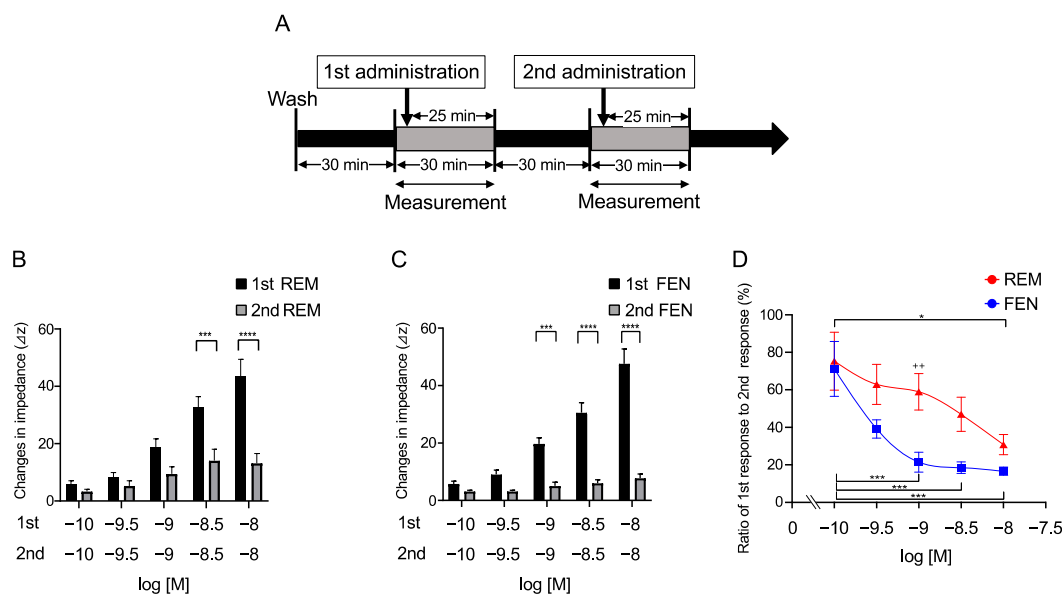 A
1st administration
2nd administration
Wash
25 min
25 min
30 min
30 min
30 min
30 min
Measurement
Measurement
B
1st REM
2nd REM
Changes in impedance (⊿z)
60
40
20
0
***
****
1st
−10
−9.5
−9
−8.5
−8
2nd
−10
−9.5
−9
−8.5
−8
log [M]
C
1st FEN
2nd FEN
Changes in impedance (⊿z)
60
40
20
0
***
****
****
1st
−10
−9.5
−9
−8.5
−8
2nd
−10
−9.5
−9
−8.5
−8
log [M]
D
REM
FEN
Ratio of 1st response to 2nd response (%)
100
80
60
40
20
0
*
++
***
***
***
0
−10
−9.5
−9
−8.5
−8
−7.5
log [M]